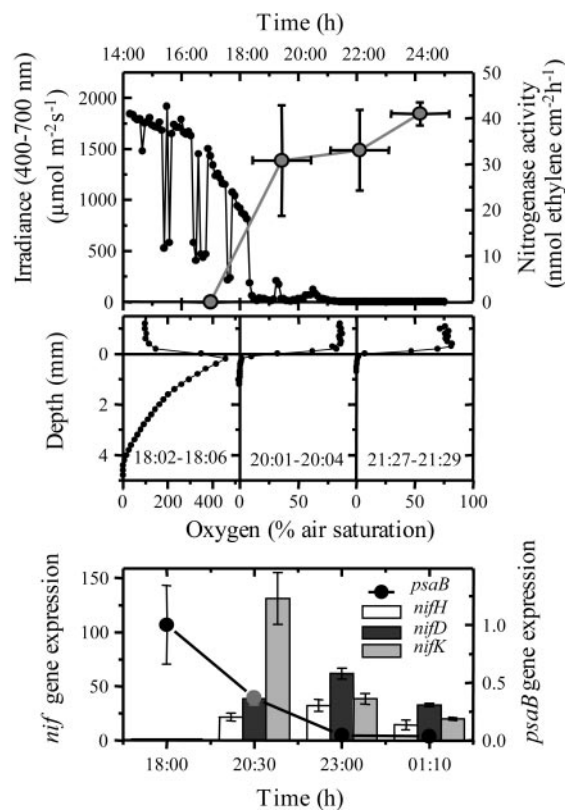 Time (h)
14:00 16:00 18:00 20:00 22:00 24:00
Irradiance (400-700 nm)
(μmol m-2s-1)
2000
1500
1000
500
0
50
40
30
20
10
0
Nitrogenase activity
(nmol ethylene cm-2h-1)
Depth (mm)
0
2
4
18:02-18:06 20:01-20:04 21:27-21:29
0 200 400 0 50 0 50 100
Oxygen (% air saturation)
nif gene expression
150
100
50
0
psaB
nifH
nifD
nifK
1.0
0.5
0.0
psaB gene expression
18:00 20:30 23:00 01:10
Time (h)